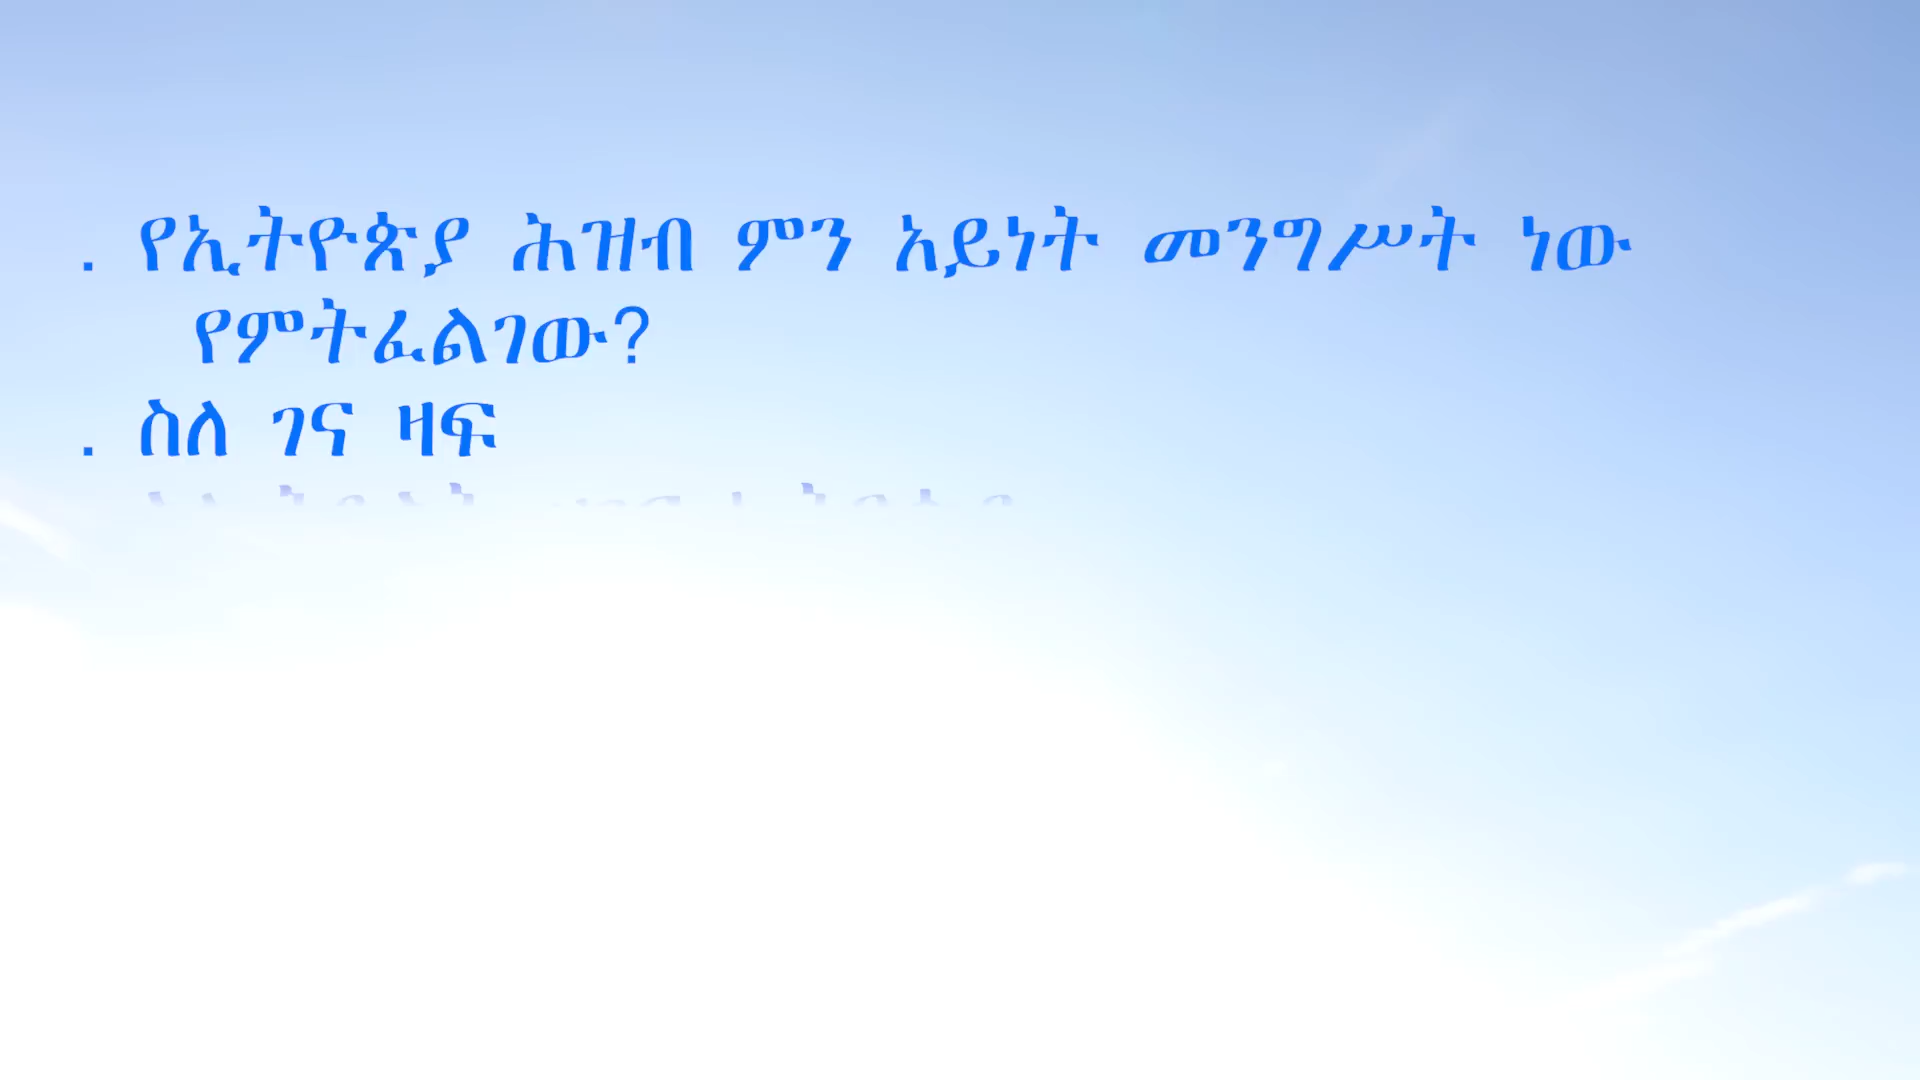 . የኢትዮጵያ ሕዝብ ምን አይነት መንግሥት ነው
የምትፈልገው?
. ስለ ገና ዛፍ